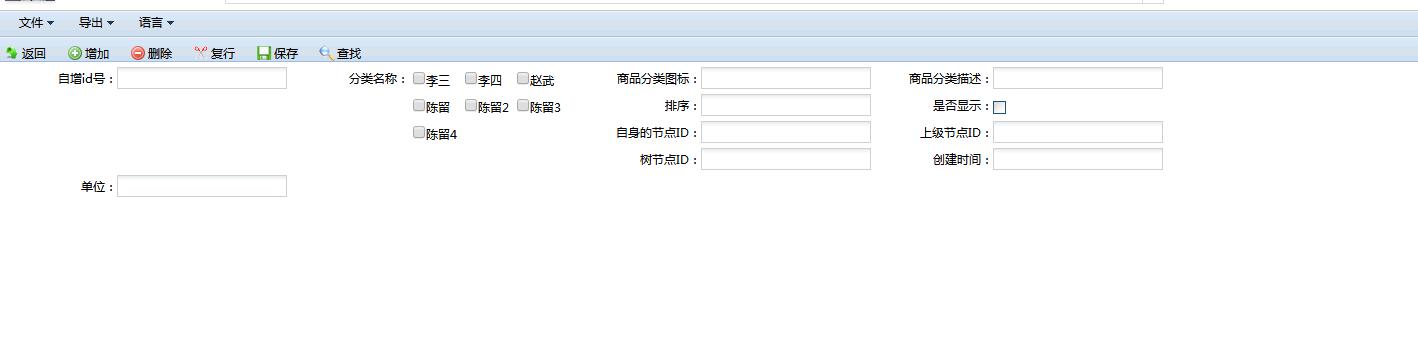 文件 导出 语言
返回 增加 删除 复行 保存 查找
自增id号： 分类名称： 李三 李四 赵武 商品分类图标： 商品分类描述：
陈留 陈留2 陈留3 排序： 是否显示：
陈留4 自身的节点ID： 上级节点ID：
树节点ID： 创建时间：
单位：